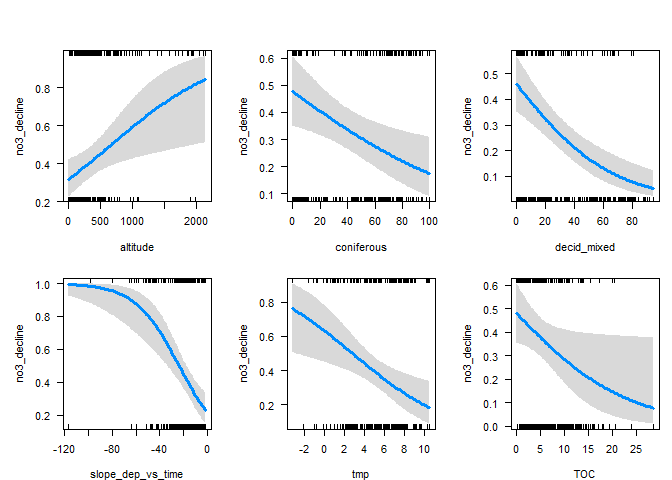 no3_decline
0.8
0.6
0.4
0.2
0 500 1000 2000
altitude
no3_decline
0.6
0.5
0.4
0.3
0.2
0.1
0 20 40 60 80 100
coniferous
no3_decline
0.5
0.4
0.3
0.2
0.1
0 20 40 60 80
decid_mixed
no3_decline
1.0
0.8
0.6
0.4
0.2
-120 -80 -40 0
slope_dep_vs_time
no3_decline
0.8
0.6
0.4
0.2
-2 0 2 4 6 8 10
tmp
no3_decline
0.6
0.5
0.4
0.3
0.2
0.1
0.0
0 5 10 15 20 25
TOC